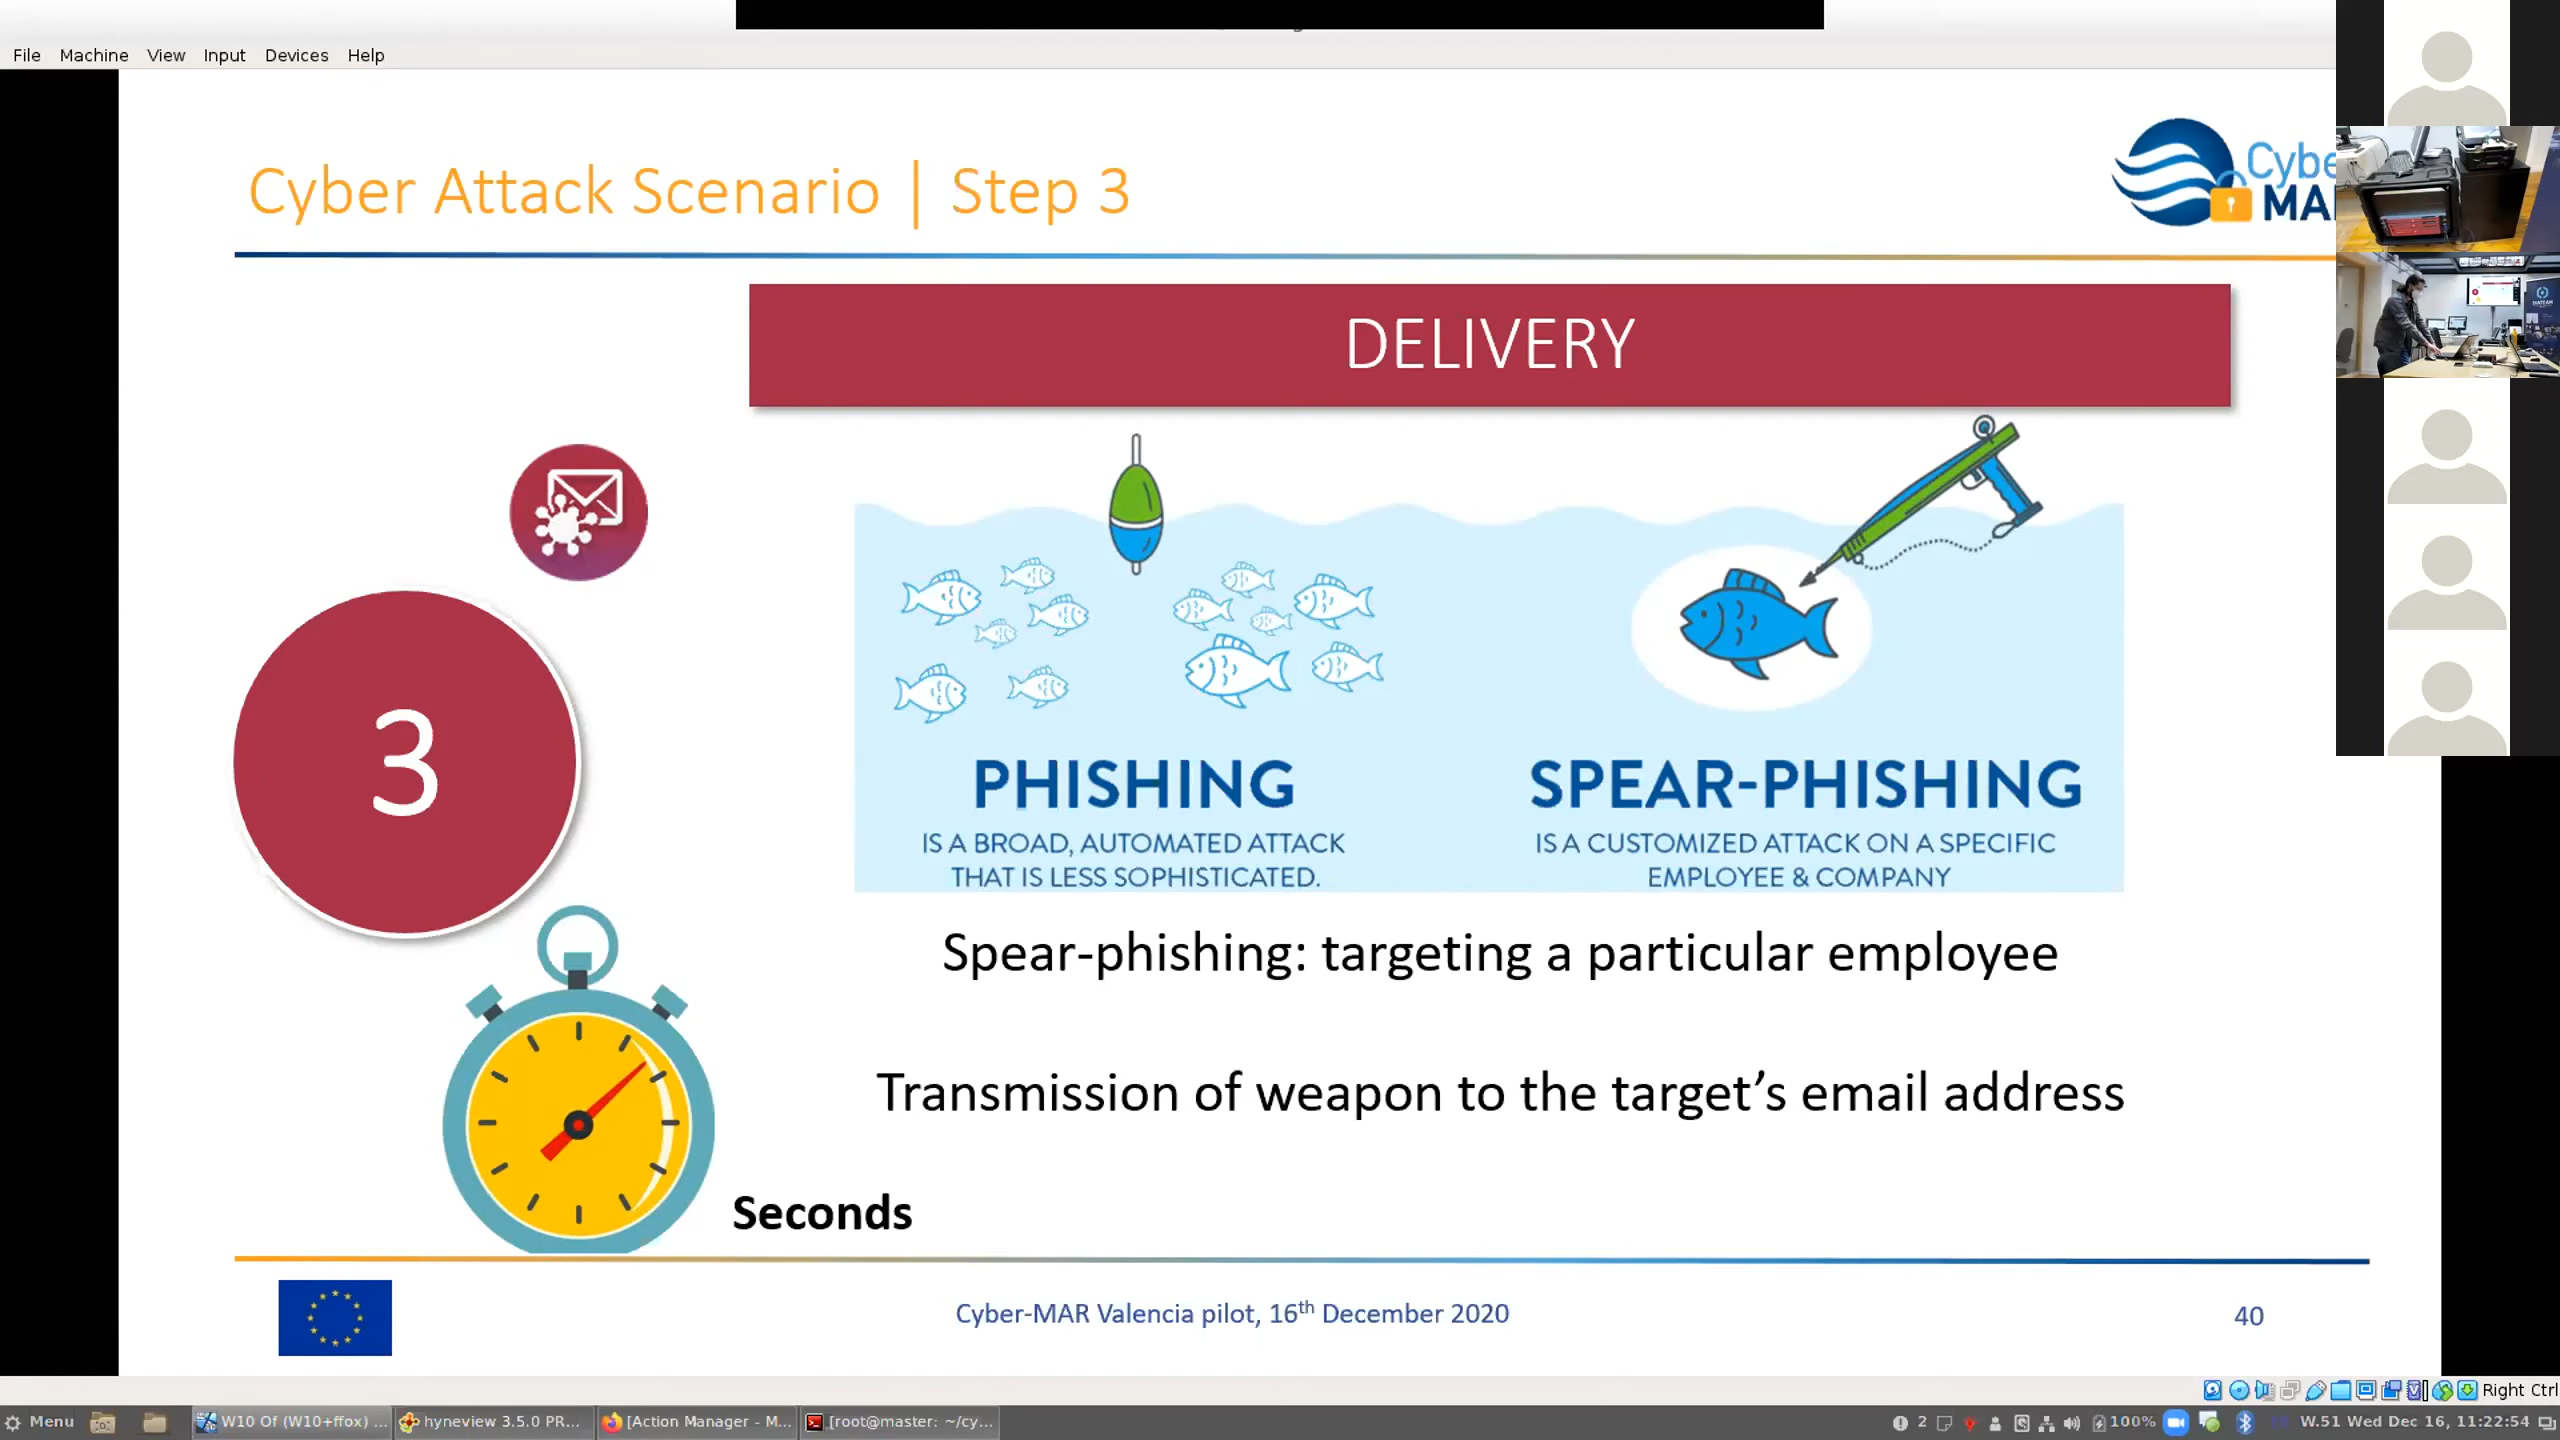 File Machine View Input Devices Help
Cyber Attack Scenario | Step 3
Cybe
MA
DELIVERY
3
PHISHING
IS A BROAD, AUTOMATED ATTACK
THAT IS LESS SOPHISTICATED.
SPEAR-PHISHING
IS A CUSTOMIZED ATTACK ON A SPECIFIC
EMPLOYEE & COMPANY
Spear-phishing: targeting a particular employee
Transmission of weapon to the target’s email address
Seconds
Cyber-MAR Valencia pilot, 16th December 2020
40
Right Ctrl
Menu
W10 Of (W10+ffox) ...
hyneview 3.5.0 PR...
[Action Manager - M...
[root@master: ~/cy...
2
100%
W.51 Wed Dec 16, 11:22:54